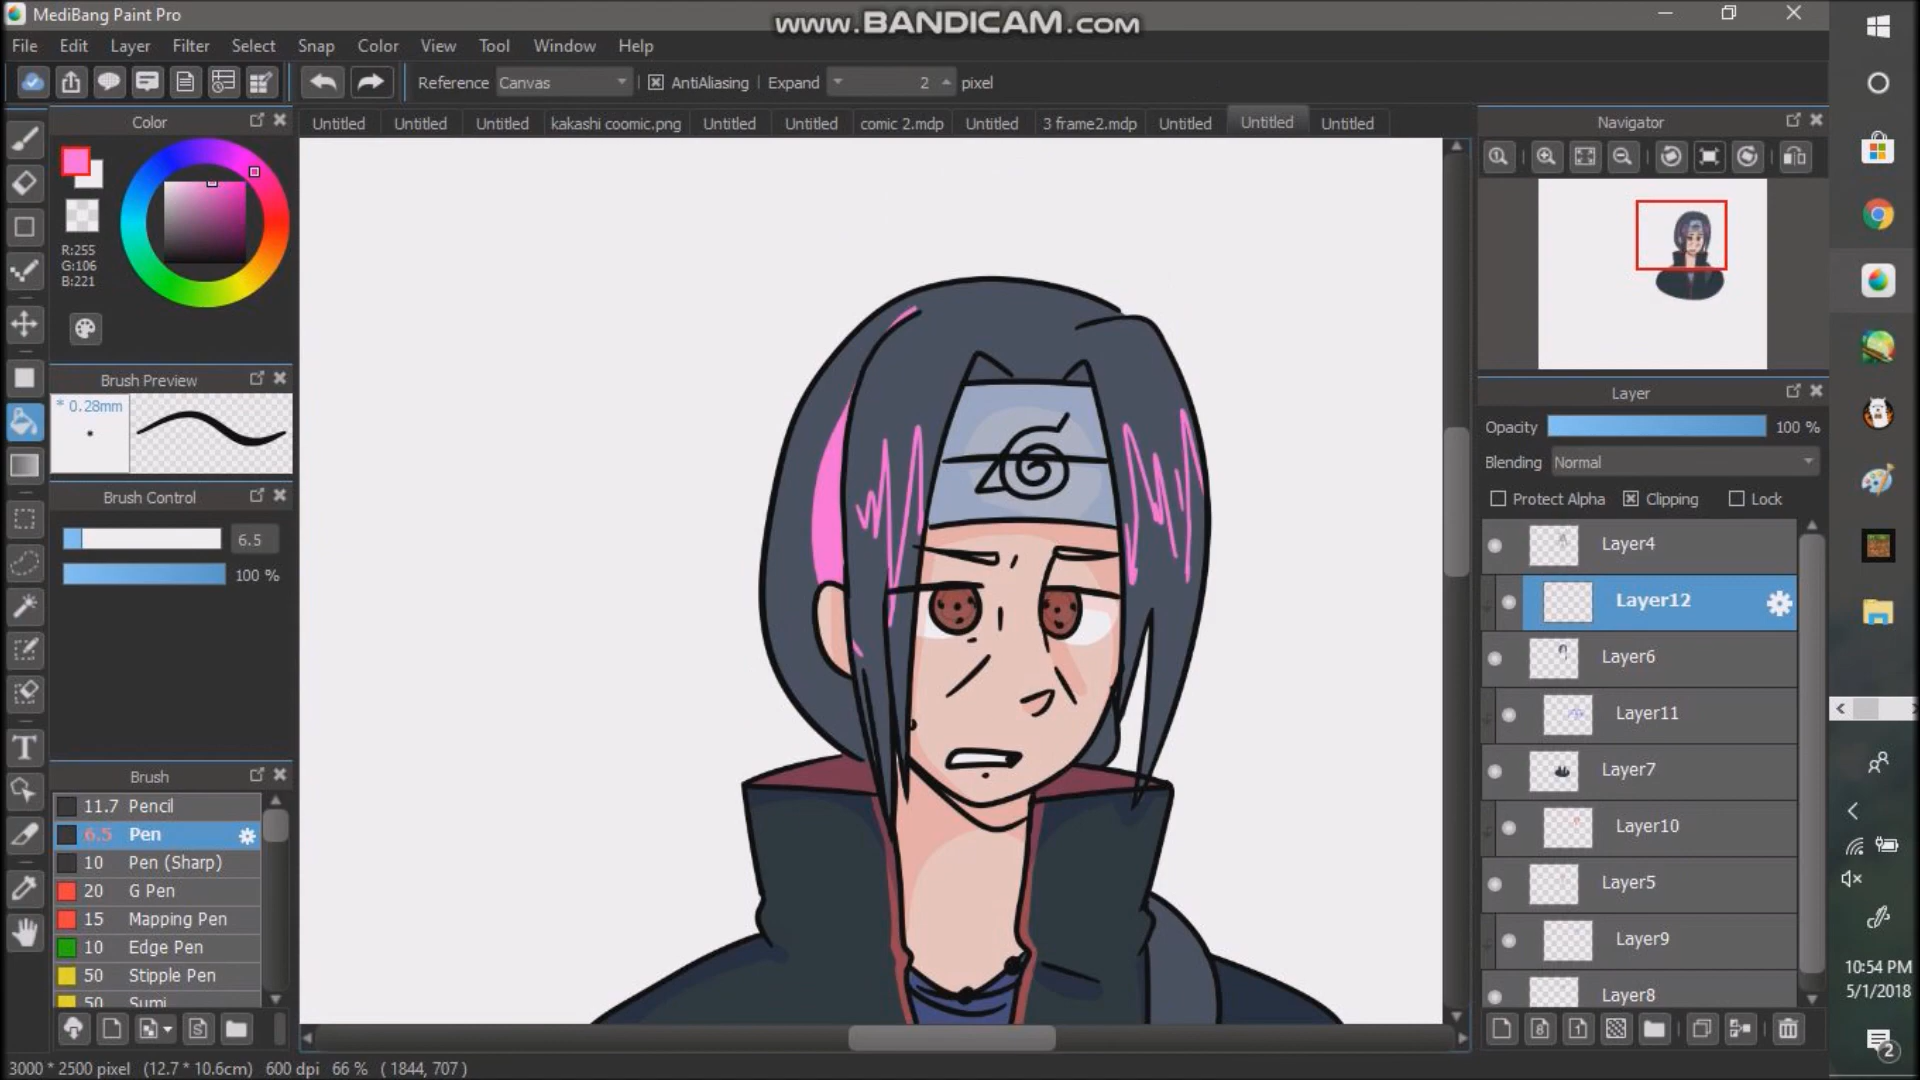 MediBang Paint Pro
www.BANDICAM.com
File Edit Layer Filter Select Snap Color View Tool Window Help
Reference Canvas AntiAliasing Expand 2 pixel
Color
Untitled Untitled Untitled kakashi coomic.png Untitled Untitled comic 2.mdp Untitled 3 frame2.mdp Untitled Untitled Untitled
Navigator
R:255
G:106
B:221
Brush Preview
* 0.28mm
Brush Control
6.5
100 %
Brush
11.7 Pencil
6.5 Pen
10 Pen (Sharp)
20 G Pen
15 Mapping Pen
10 Edge Pen
50 Stipple Pen
50 Sumi
Layer
Opacity 100 %
Blending Normal
Protect Alpha Clipping Lock
Layer4
Layer12
Layer6
Layer11
Layer7
Layer10
Layer5
Layer9
Layer8
10:54 PM
5/1/2018
2
3000 * 2500 pixel (12.7 * 10.6cm) 600 dpi 66 % ( 1844, 707 )